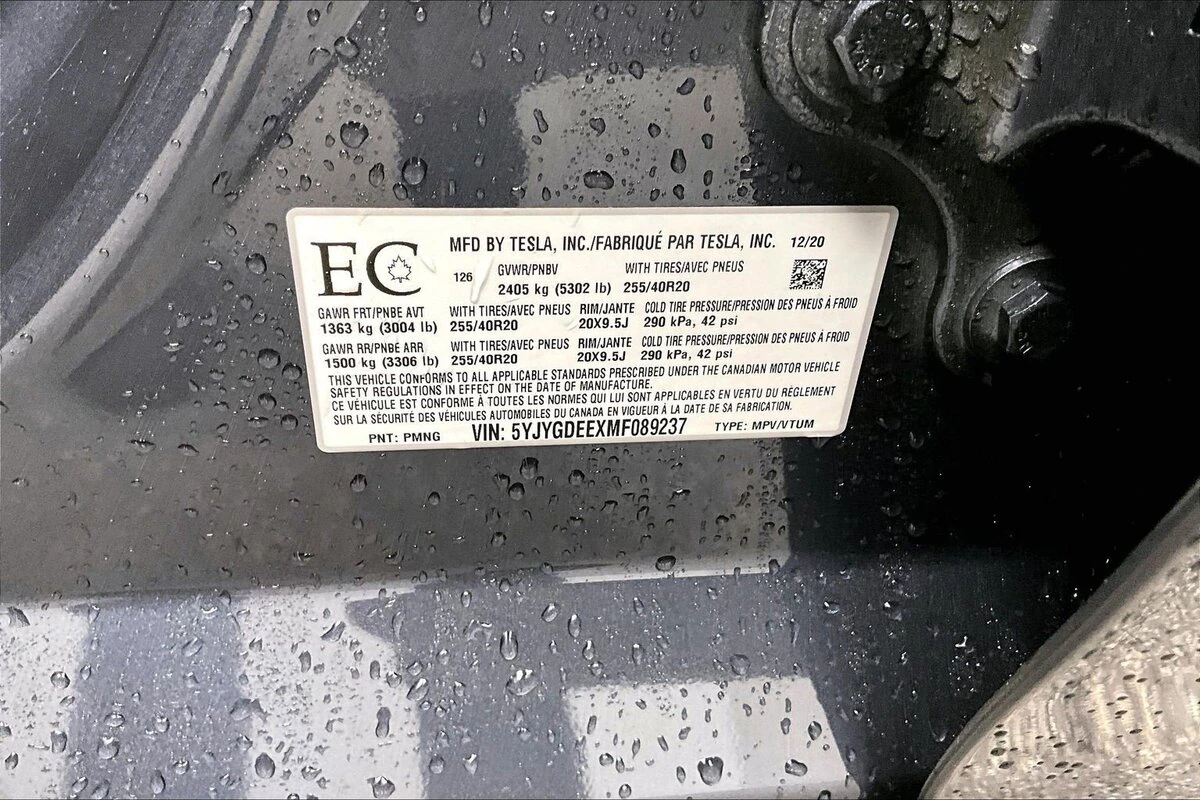 EC
MFD BY TESLA, INC./FABRIQUÉ PAR TESLA, INC. 12/20
126 GVWR/PNBV WITH TIRES/AVEC PNEUS
2405 kg (5302 lb) 255/40R20
GAWR FRT/PNBE AVT WITH TIRES/AVEC PNEUS RIM/JANTE COLD TIRE PRESSURE/PRESSION DES PNEUS À FROID
1363 kg (3004 lb) 255/40R20 20X9.5J 290 kPa, 42 psi
GAWR RR/PNBE ARR WITH TIRES/AVEC PNEUS RIM/JANTE COLD TIRE PRESSURE/PRESSION DES PNEUS À FROID
1500 kg (3306 lb) 255/40R20 20X9.5J 290 kPa, 42 psi
THIS VEHICLE CONFORMS TO ALL APPLICABLE STANDARDS PRESCRIBED UNDER THE CANADIAN MOTOR VEHICLE
SAFETY REGULATIONS IN EFFECT ON THE DATE OF MANUFACTURE.
CE VÉHICULE EST CONFORME À TOUTES LES NORMES QUI LUI SONT APPLICABLES EN VERTU DU RÈGLEMENT
SUR LA SÉCURITÉ DES VÉHICULES AUTOMOBILES DU CANADA EN VIGUEUR À LA DATE DE SA FABRICATION.
PNT: PMNG VIN: 5YJYGDEEXMF089237 TYPE: MPV/VTUM